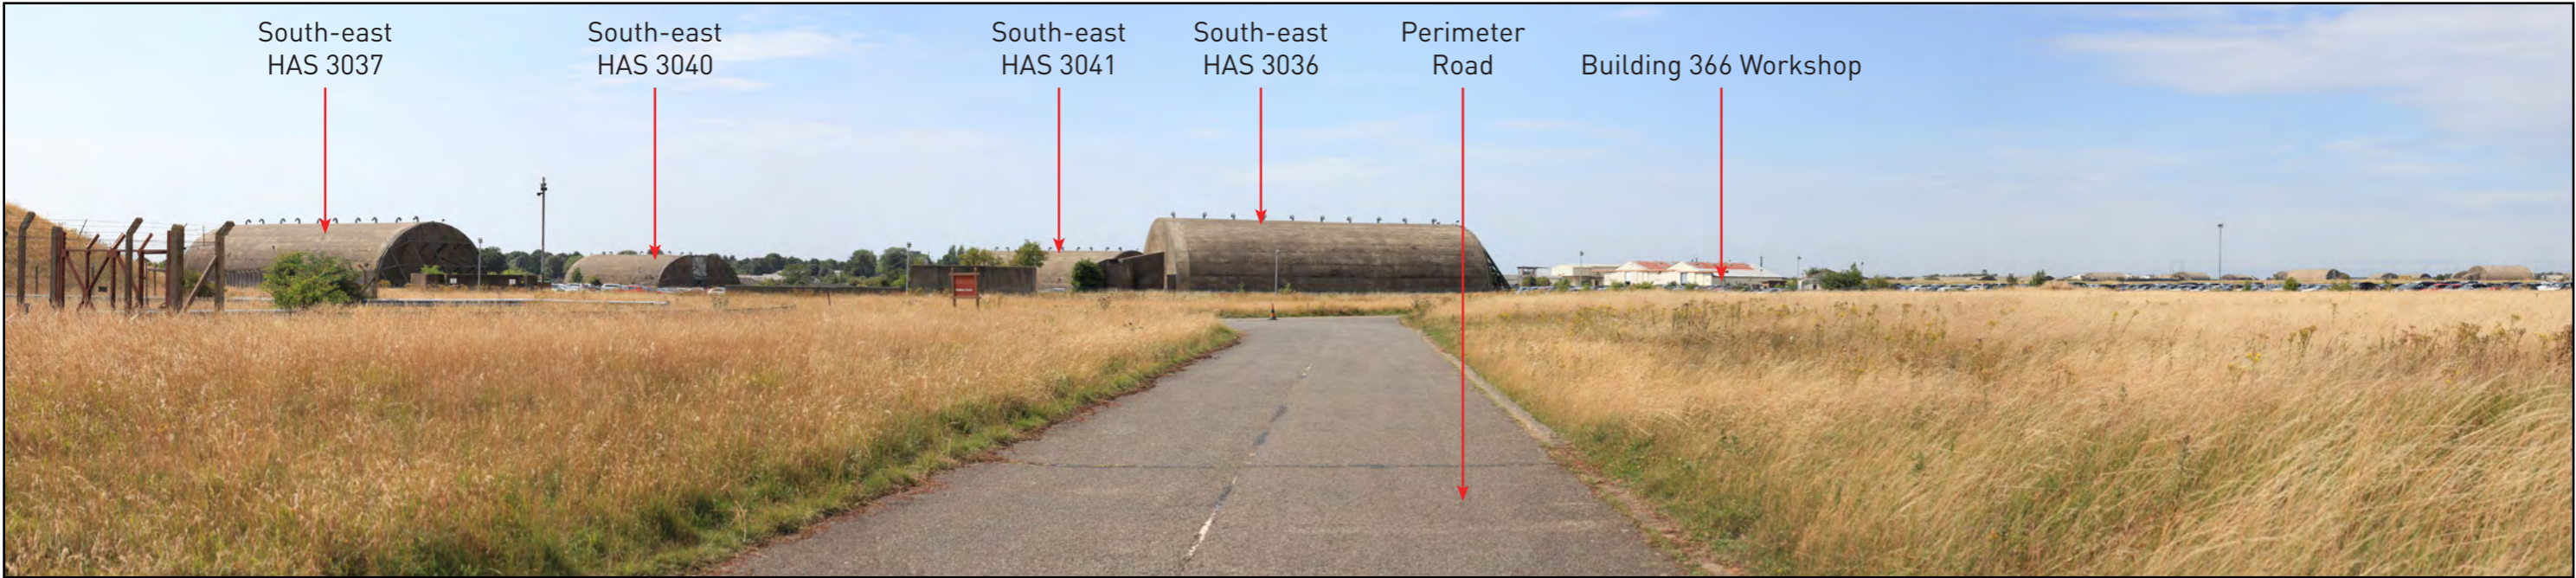 South-east
HAS 3037
South-east
HAS 3040
South-east
HAS 3041
South-east
HAS 3036
Perimeter
Road
Building 366 Workshop